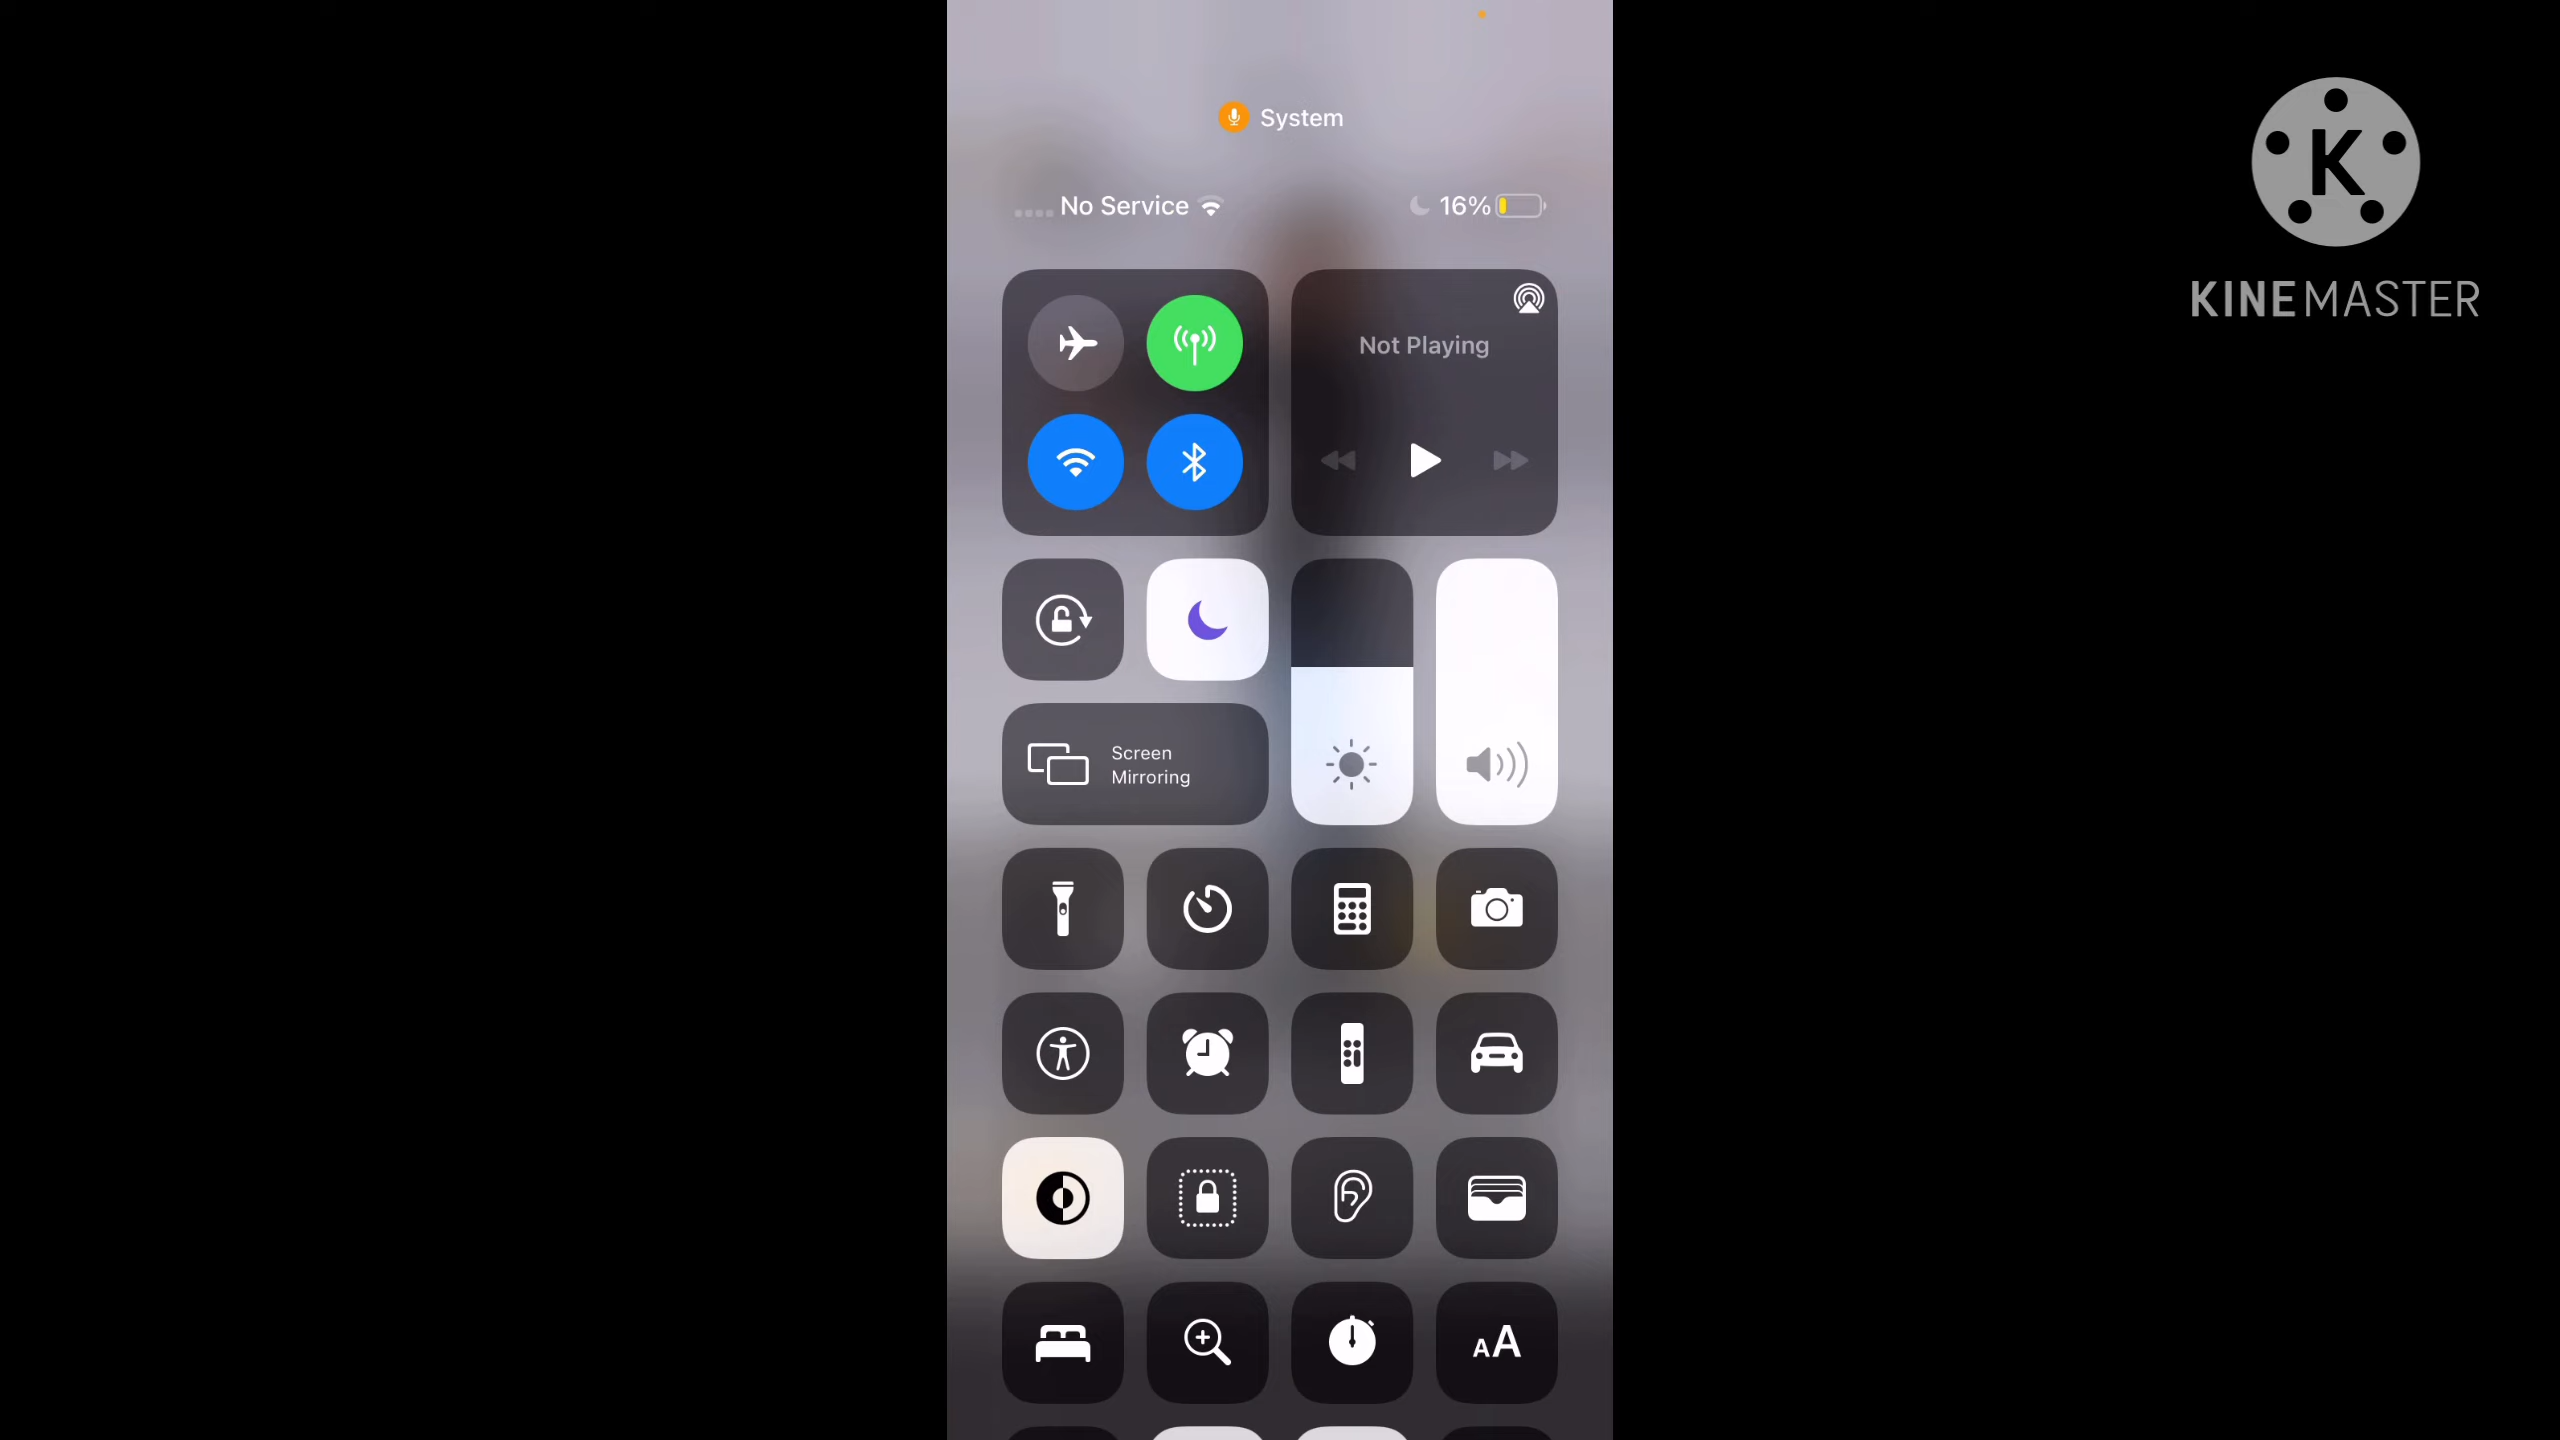 System
No Service
16%
Not Playing
Screen
Mirroring
AA
K
KINEMASTER